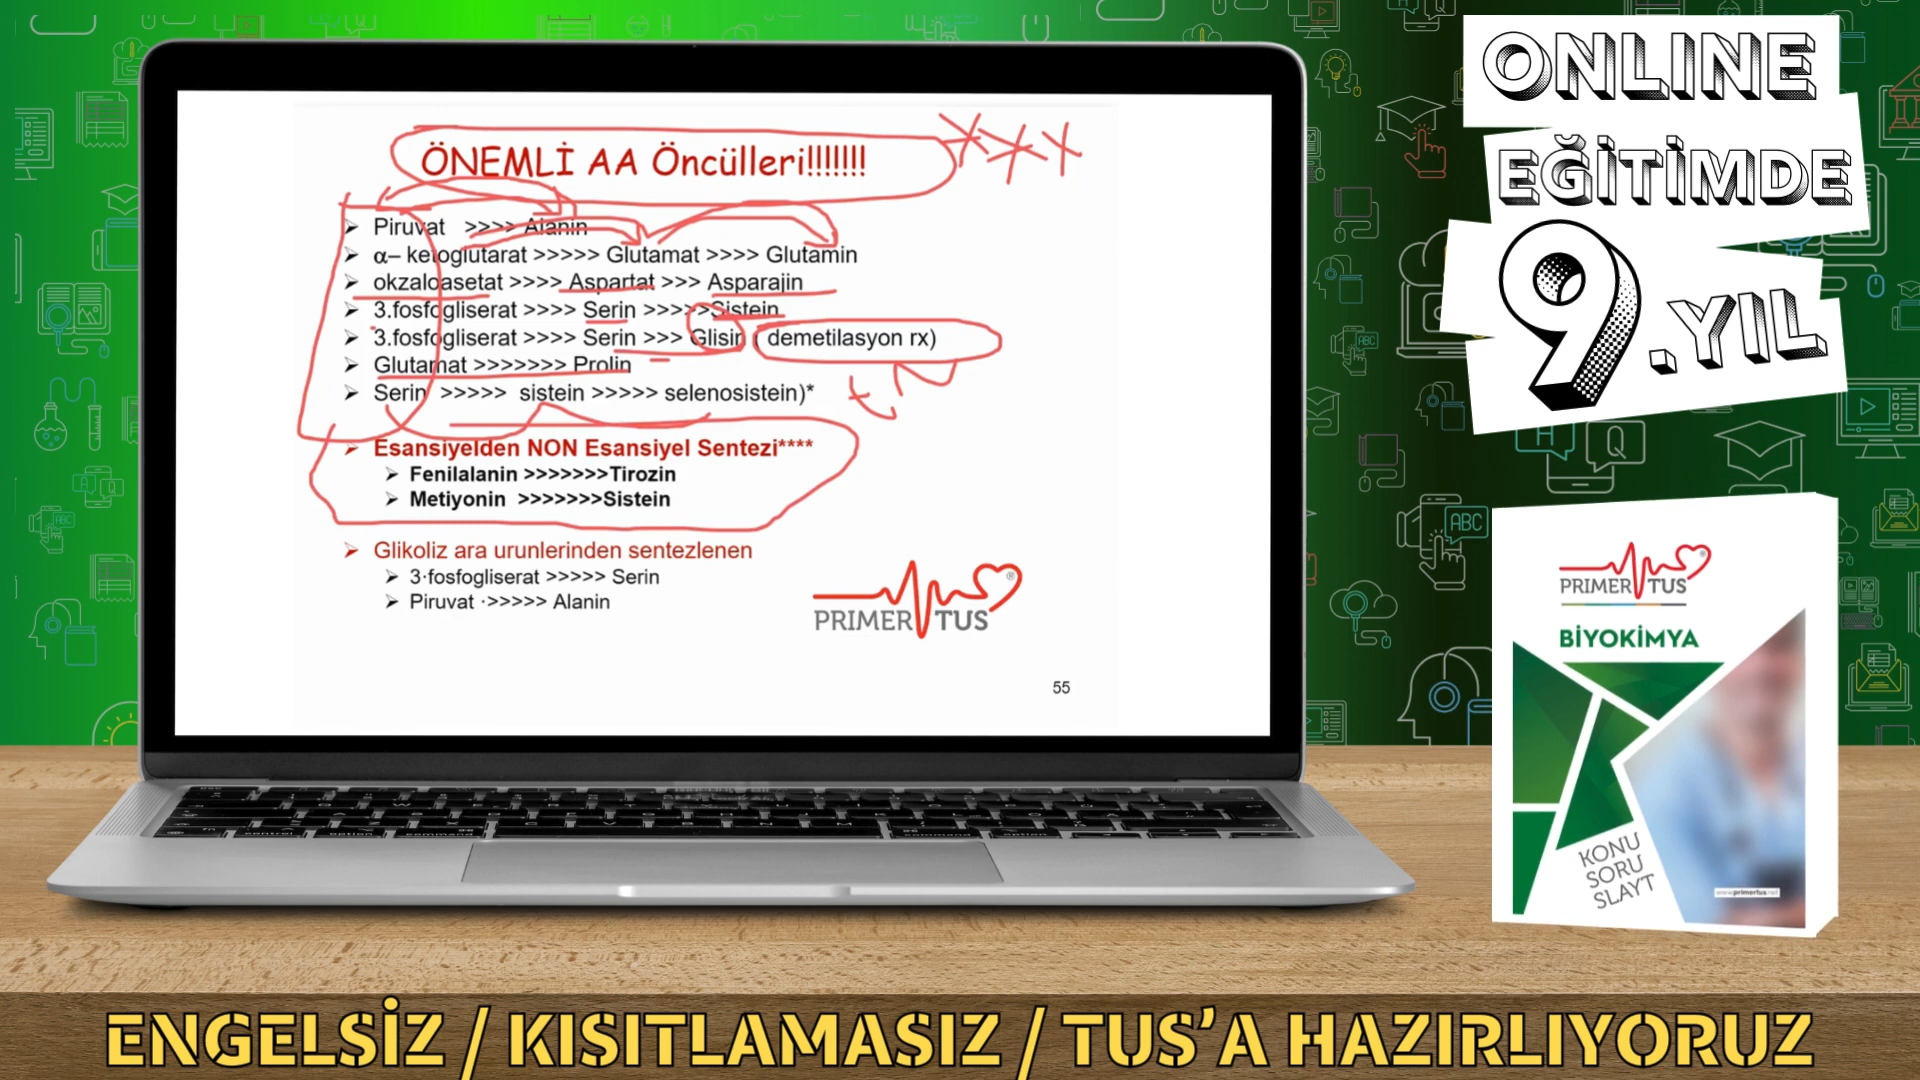 ÖNEMLİ AA Öncülleri!!!!!!!
Piruvat >>>> Alanin
α– ketoglutarat >>>>> Glutamat >>>> Glutamin
okzaloasetat >>>> Aspartat >>> Asparajin
3.fosfogliserat >>>> Serin >>>>>Sistein
3.fosfogliserat >>>> Serin >>> Glisin ( demetilasyon rx)
Glutamat >>>>>>> Prolin
Serin >>>>> sistein >>>>> selenosistein)*
Esansiyelden NON Esansiyel Sentezi****
Fenilalanin >>>>>>>Tirozin
Metiyonin >>>>>>>Sistein
Glikoliz ara urunlerinden sentezlenen
3·fosfogliserat >>>>> Serin
Piruvat ·>>>>> Alanin
PRIMER TUS
55
ONLINE
EĞİTİMDE
9.YIL
PRIMER TUS
BİYOKİMYA
KONU
SORU
SLAYT
www.primertus.net
ENGELSİZ / KISITLAMASIZ / TUS’A HAZIRLIYORUZ